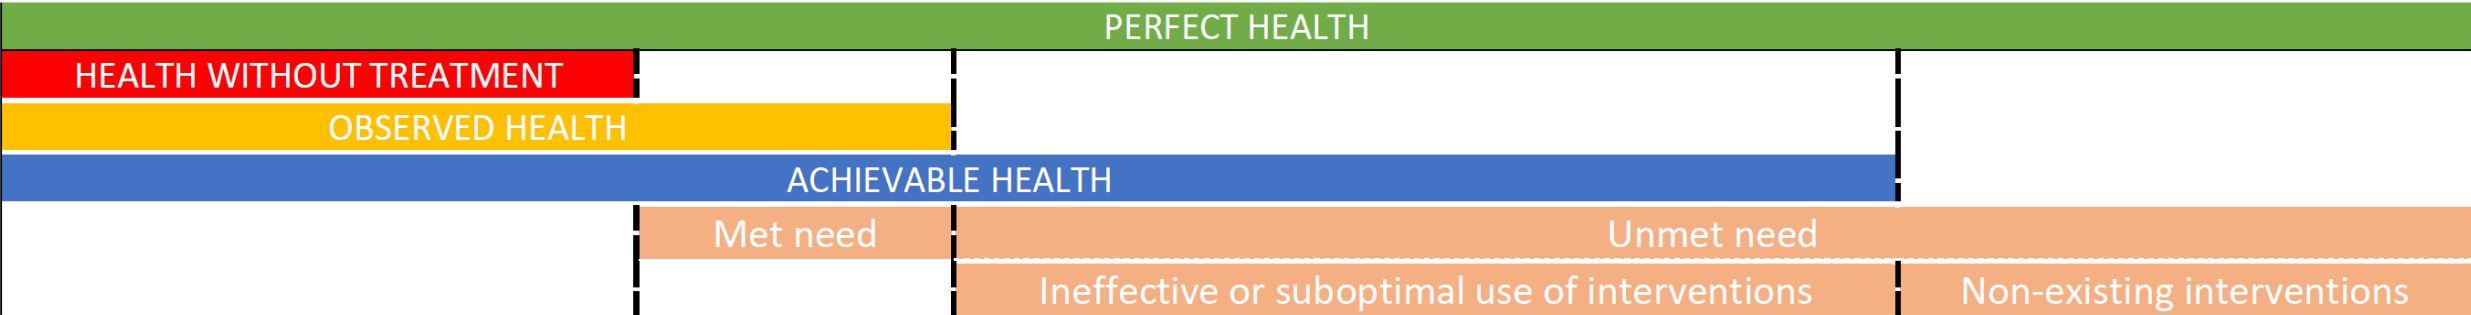 PERFECT HEALTH
HEALTH WITHOUT TREATMENT
OBSERVED HEALTH
ACHIEVABLE HEALTH
Met need
Unmet need
Ineffective or suboptimal use of interventions
Non-existing interventions